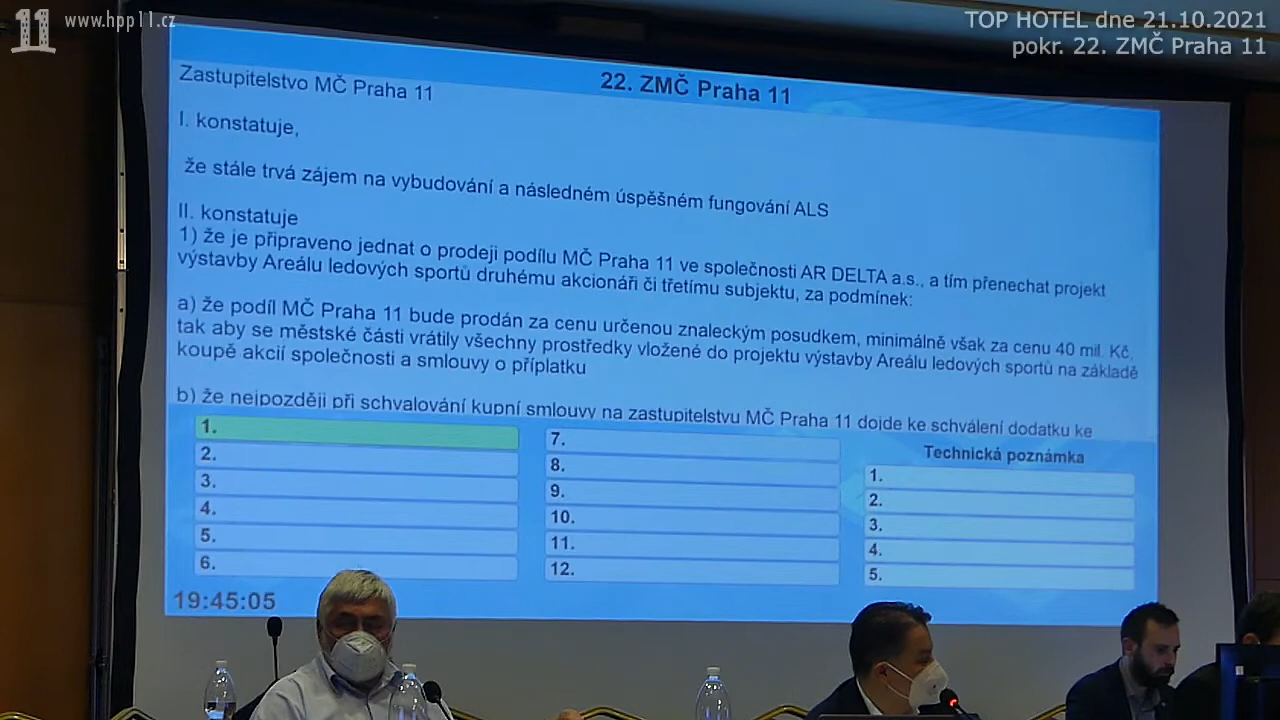 11 www.hpp11.cz
TOP HOTEL dne 21.10.2021
pokr. 22. ZMČ Praha 11
22. ZMČ Praha 11
Zastupitelstvo MČ Praha 11
I. konstatuje,
že stále trvá zájem na vybudování a následném úspěšném fungování ALS
II. konstatuje
1) že je připraveno jednat o prodeji podílu MČ Praha 11 ve společnosti AR DELTA a.s., a tím přenechat projekt
výstavby Areálu ledových sportů druhému akcionáři či třetímu subjektu, za podmínek:
a) že podíl MČ Praha 11 bude prodán za cenu určenou znaleckým posudkem, minimálně však za cenu 40 mil. Kč,
tak aby se městské části vrátily všechny prostředky vložené do projektu výstavby Areálu ledových sportů na základě
koupě akcií společnosti a smlouvy o příplatku
b) že nejpozději při schvalování kupní smlouvy na zastupitelstvu MČ Praha 11 dojde ke schválení dodatku ke
1.
2.
3.
4.
5.
6.
7.
8.
9.
10.
11.
12.
Technická poznámka
1.
2.
3.
4.
5.
19:45:05